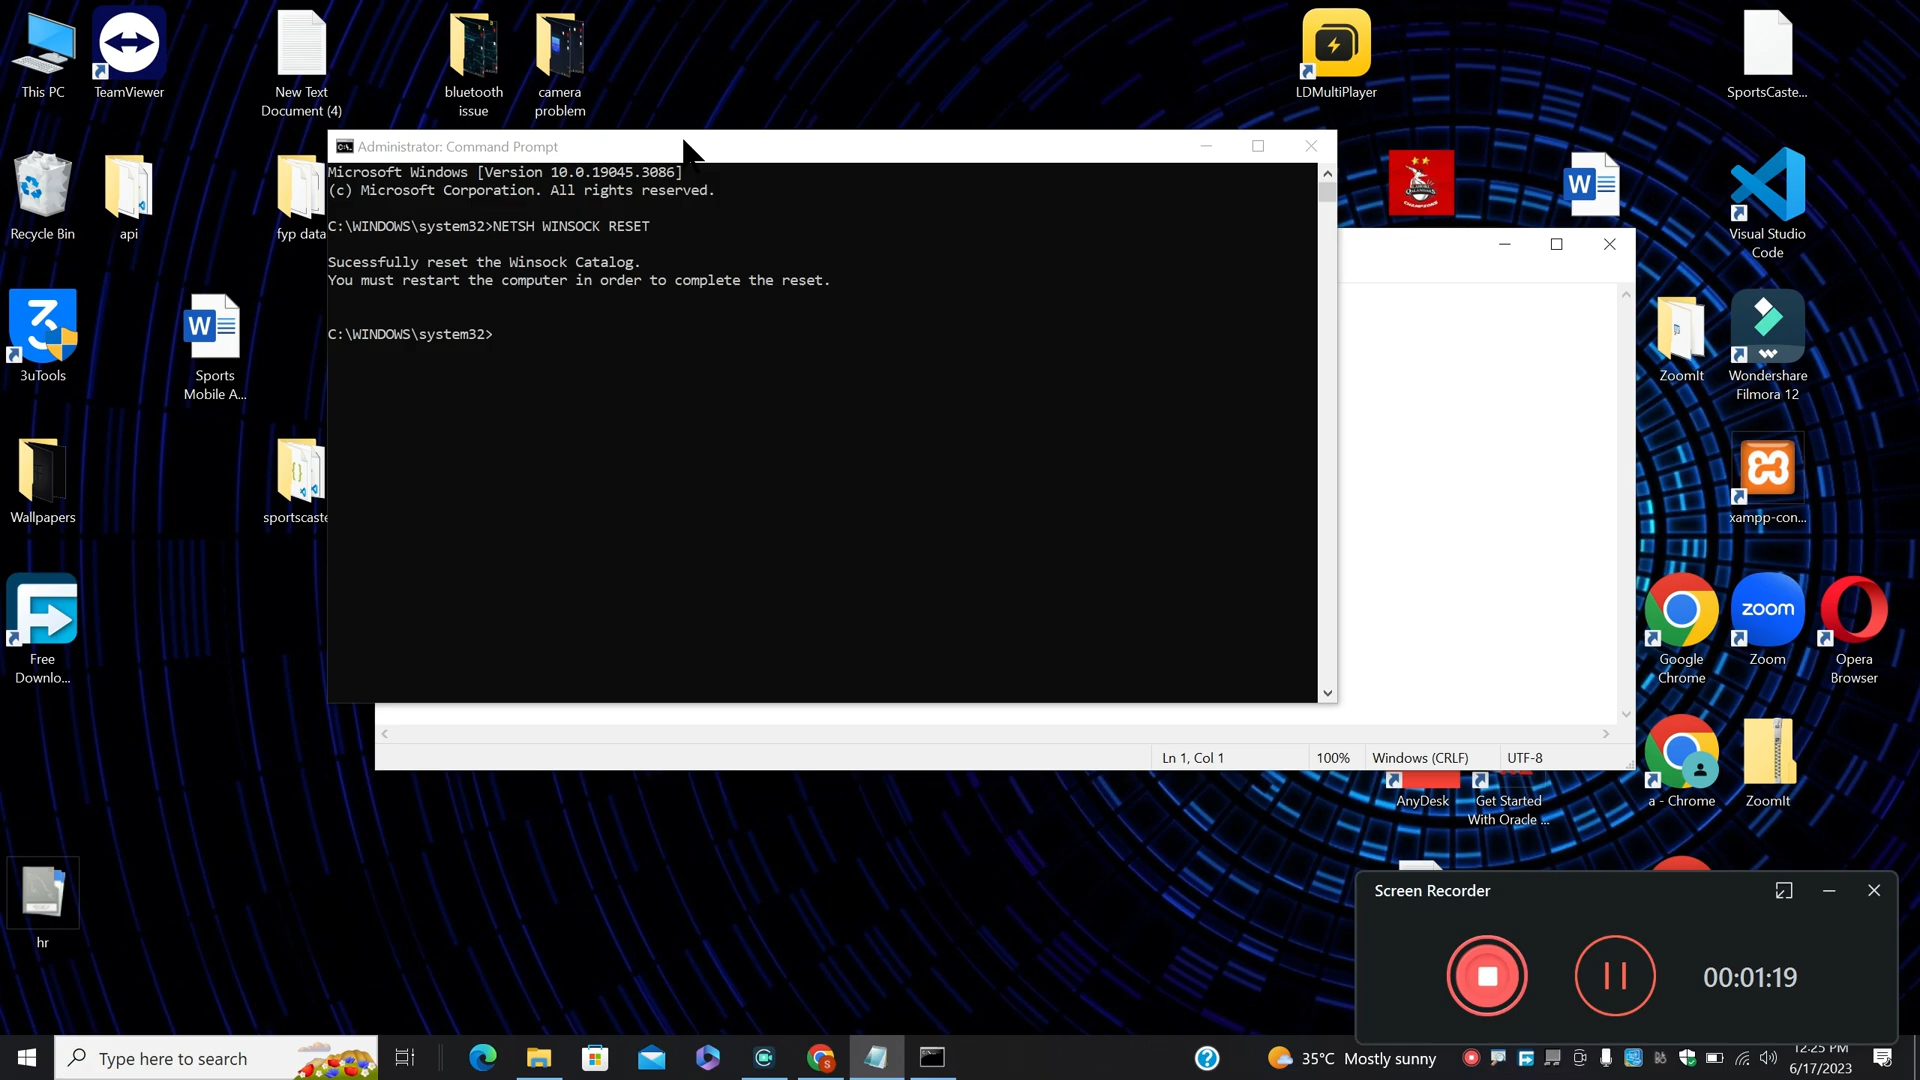 This PC
TeamViewer
New Text
Document (4)
bluetooth
issue
camera
problem
LDMultiPlayer
SportsCaste...
Administrator: Command Prompt
Microsoft Windows [Version 10.0.19045.3086]
(c) Microsoft Corporation. All rights reserved.
C:\WINDOWS\system32>NETSH WINSOCK RESET
Sucessfully reset the Winsock Catalog.
You must restart the computer in order to complete the reset.
C:\WINDOWS\system32>
Recycle Bin
api
fyp data
Visual Studio
Code
3uTools
Sports
Mobile A...
ZoomIt
Wondershare
Filmora 12
Wallpapers
sportscaste
xampp-con...
Free
Downlo...
Google
Chrome
zoom
Zoom
Opera
Browser
Ln 1, Col 1
100%
Windows (CRLF)
UTF-8
AnyDesk
Get Started
With Oracle ...
a - Chrome
ZoomIt
hr
Screen Recorder
00:01:19
Type here to search
35°C Mostly sunny
12:25 PM
6/17/2023